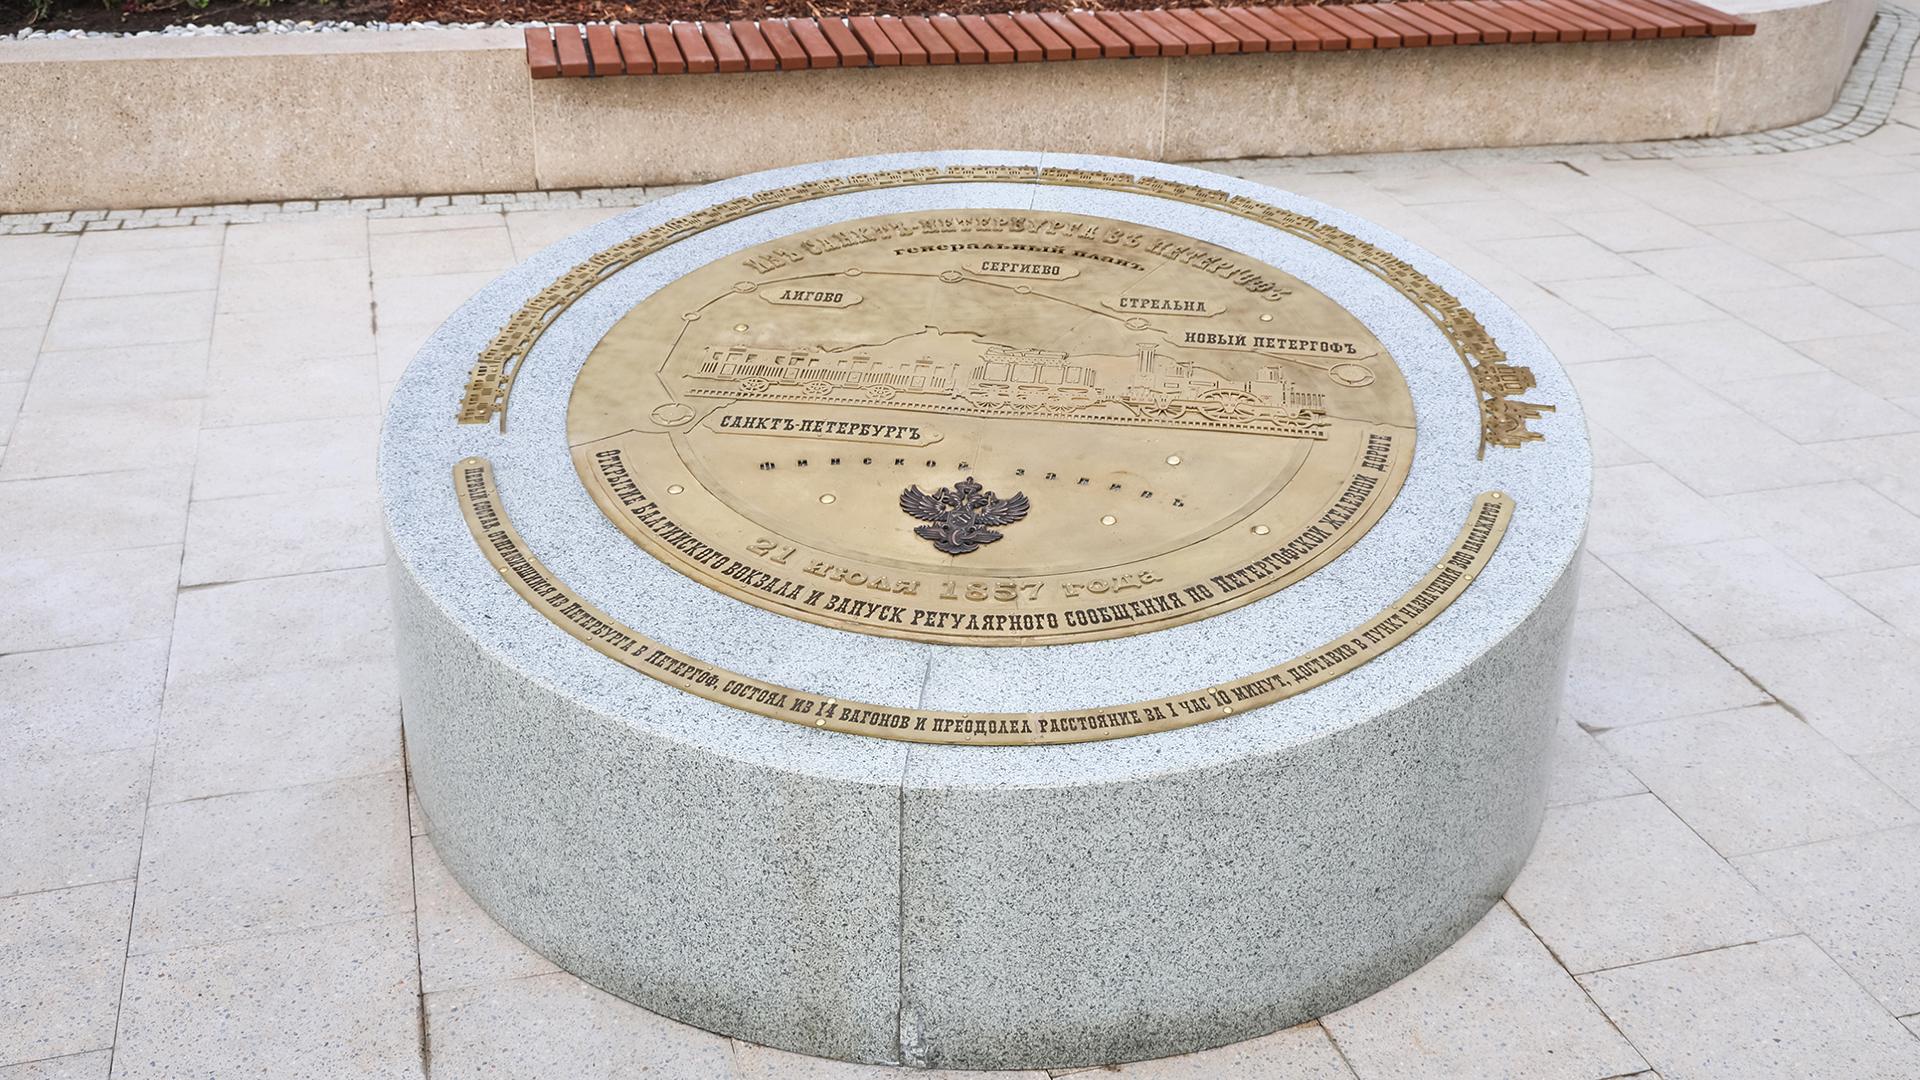 Изъ Санктъ-Петербурга въ Петергофъ
Генеральный планъ
СЕРГИЕВО
ЛИГОВО
СТРЕЛЬНА
НОВЫЙ ПЕТЕРГОФЪ
САНКТЪ-ПЕТЕРБУРГЪ
Финской заливъ
21 июля 1857 года
Открытие Балтийского вокзала и запуск регулярного сообщения по Петергофской железной дороге
Первый состав, отправившийся из Петербурга в Петергоф, состоял из 14 вагонов и преодолел расстояние за 1 час 10 минут, доставив в пункт назначения 300 пассажиров.